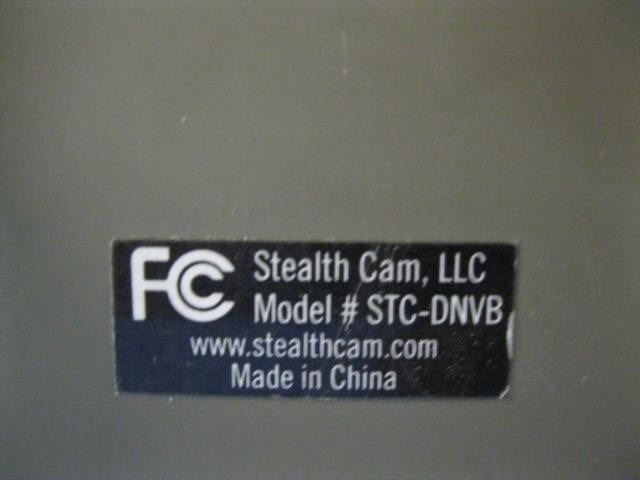 FC Stealth Cam, LLC
Model # STC-DNVB
www.stealthcam.com
Made in China